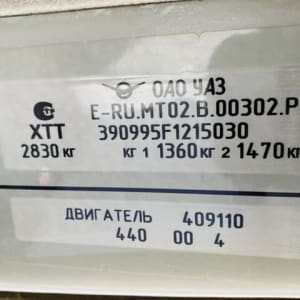 ОАО УАЗ
E-RU.MT02.B.00302.P
XTT 390995F1215030
2830 КГ КГ 1 1360 КГ 2 1470 КГ
ДВИГАТЕЛЬ 409110
440 00 4